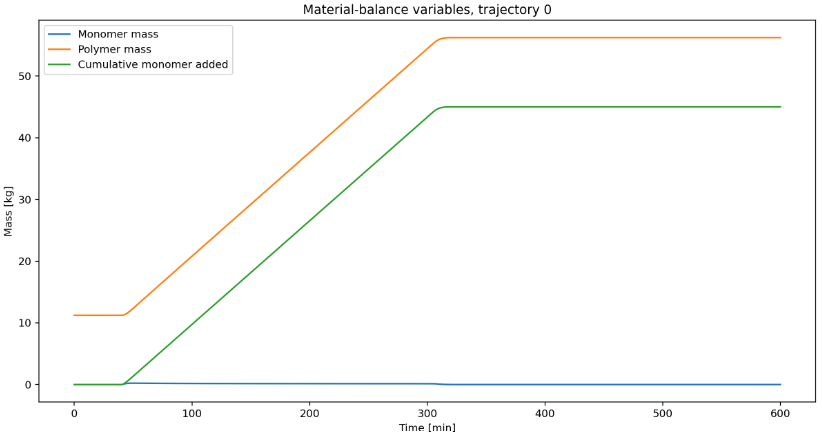 Material-balance variables, trajectory 0
Monomer mass
Polymer mass
Cumulative monomer added
Mass [kg]
50
40
30
20
10
0
0 100 200 300 400 500 600
Time [min]